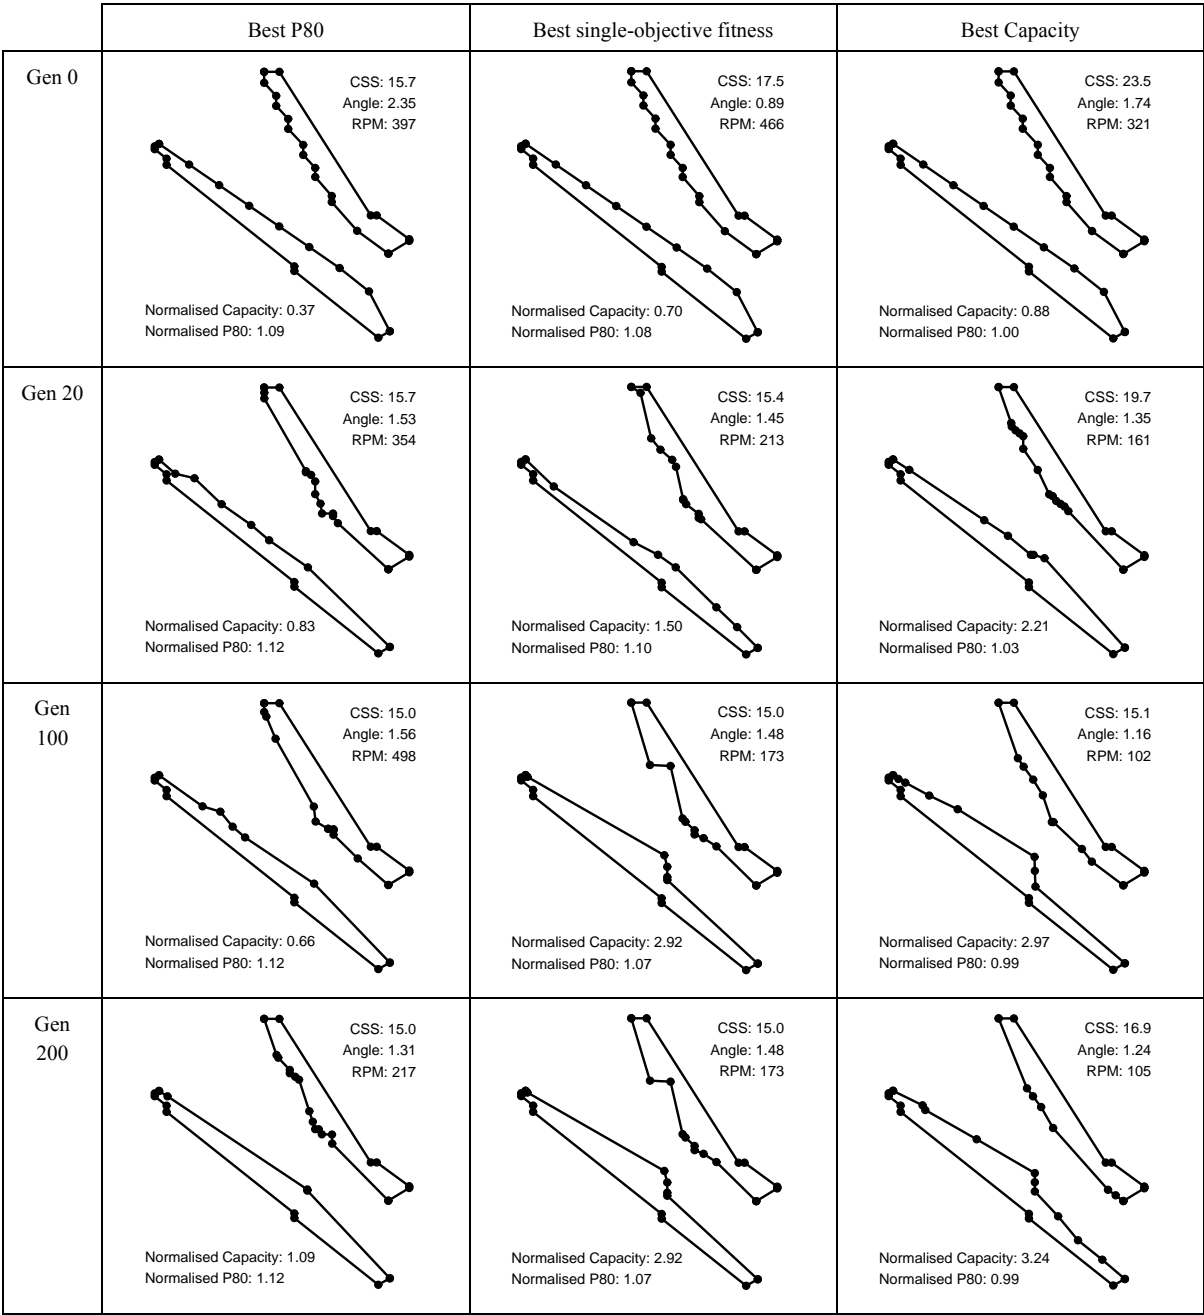 Best P80
Best single-objective fitness
Best Capacity
Gen 0
CSS: 15.7
Angle: 2.35
RPM: 397
Normalised Capacity: 0.37
Normalised P80: 1.09
CSS: 17.5
Angle: 0.89
RPM: 466
Normalised Capacity: 0.70
Normalised P80: 1.08
CSS: 23.5
Angle: 1.74
RPM: 321
Normalised Capacity: 0.88
Normalised P80: 1.00
Gen 20
CSS: 15.7
Angle: 1.53
RPM: 354
Normalised Capacity: 0.83
Normalised P80: 1.12
CSS: 15.4
Angle: 1.45
RPM: 213
Normalised Capacity: 1.50
Normalised P80: 1.10
CSS: 19.7
Angle: 1.35
RPM: 161
Normalised Capacity: 2.21
Normalised P80: 1.03
Gen
100
CSS: 15.0
Angle: 1.56
RPM: 498
Normalised Capacity: 0.66
Normalised P80: 1.12
CSS: 15.0
Angle: 1.48
RPM: 173
Normalised Capacity: 2.92
Normalised P80: 1.07
CSS: 15.1
Angle: 1.16
RPM: 102
Normalised Capacity: 2.97
Normalised P80: 0.99
Gen
200
CSS: 15.0
Angle: 1.31
RPM: 217
Normalised Capacity: 1.09
Normalised P80: 1.12
CSS: 15.0
Angle: 1.48
RPM: 173
Normalised Capacity: 2.92
Normalised P80: 1.07
CSS: 16.9
Angle: 1.24
RPM: 105
Normalised Capacity: 3.24
Normalised P80: 0.99